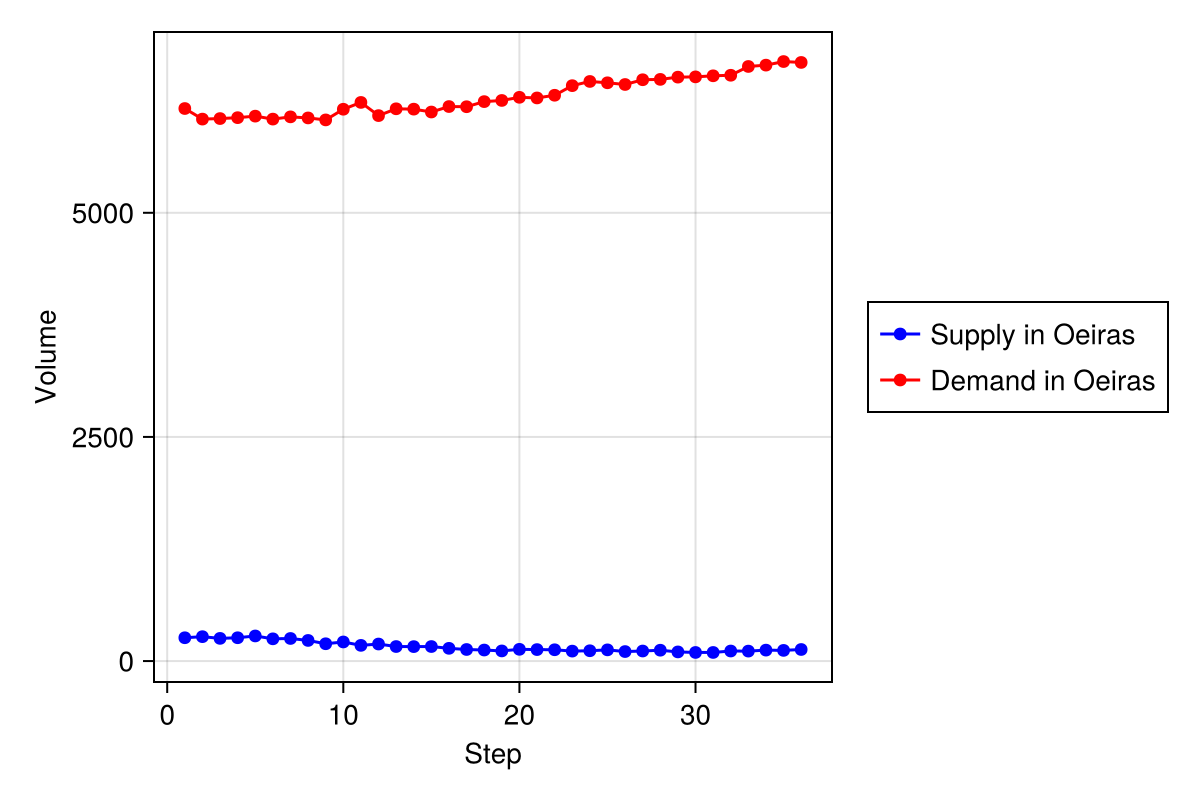 5000
2500
0
Volume
0 10 20 30
Step
Supply in Oeiras
Demand in Oeiras